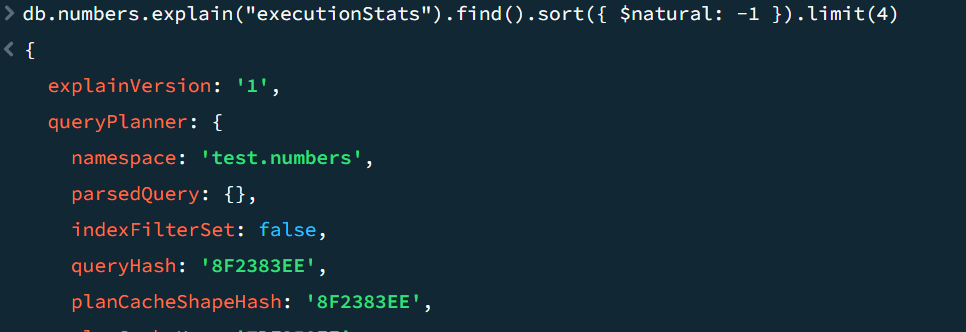 > db.numbers.explain("executionStats").find().sort({ $natural: -1 }).limit(4)
< {
explainVersion: '1',
queryPlanner: {
namespace: 'test.numbers',
parsedQuery: {},
indexFilterSet: false,
queryHash: '8F2383EE',
planCacheShapeHash: '8F2383EE',